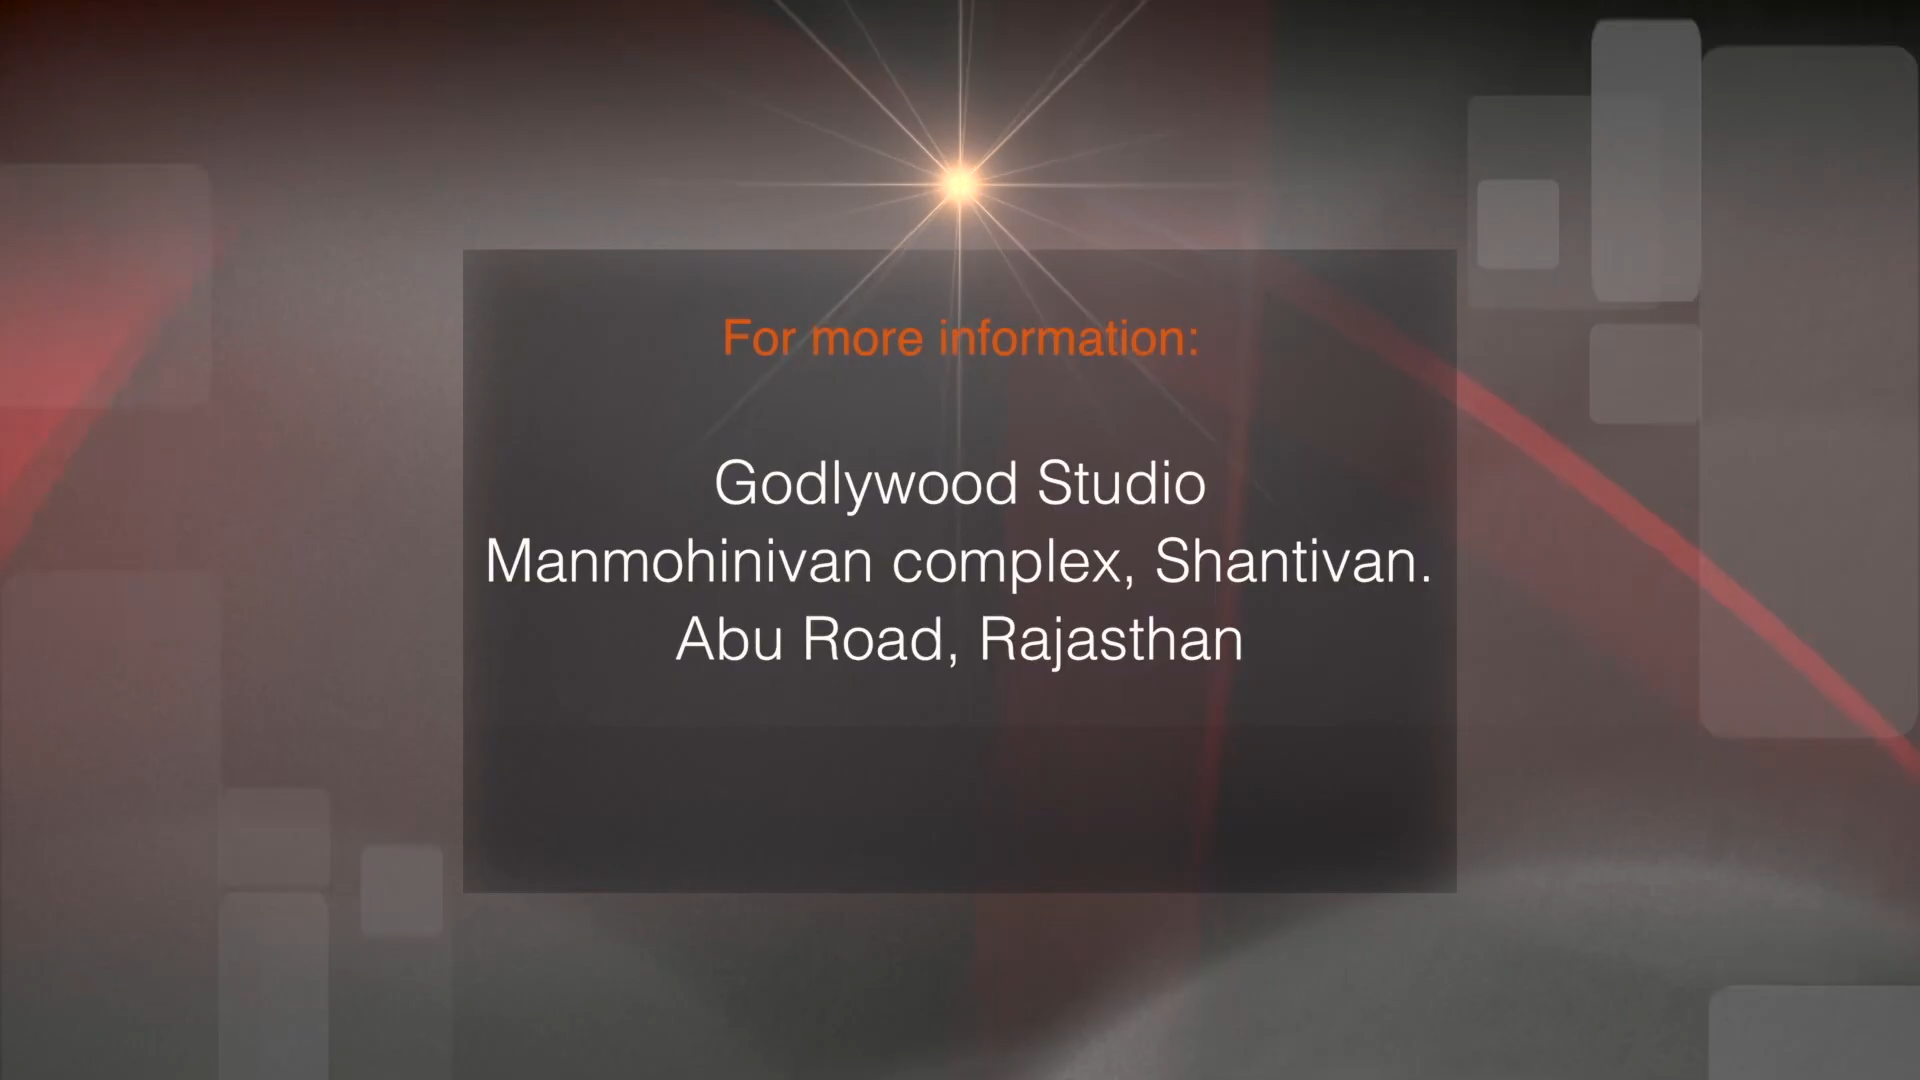 For more information:
Godlywood Studio
Manmohinivan complex, Shantivan.
Abu Road, Rajasthan